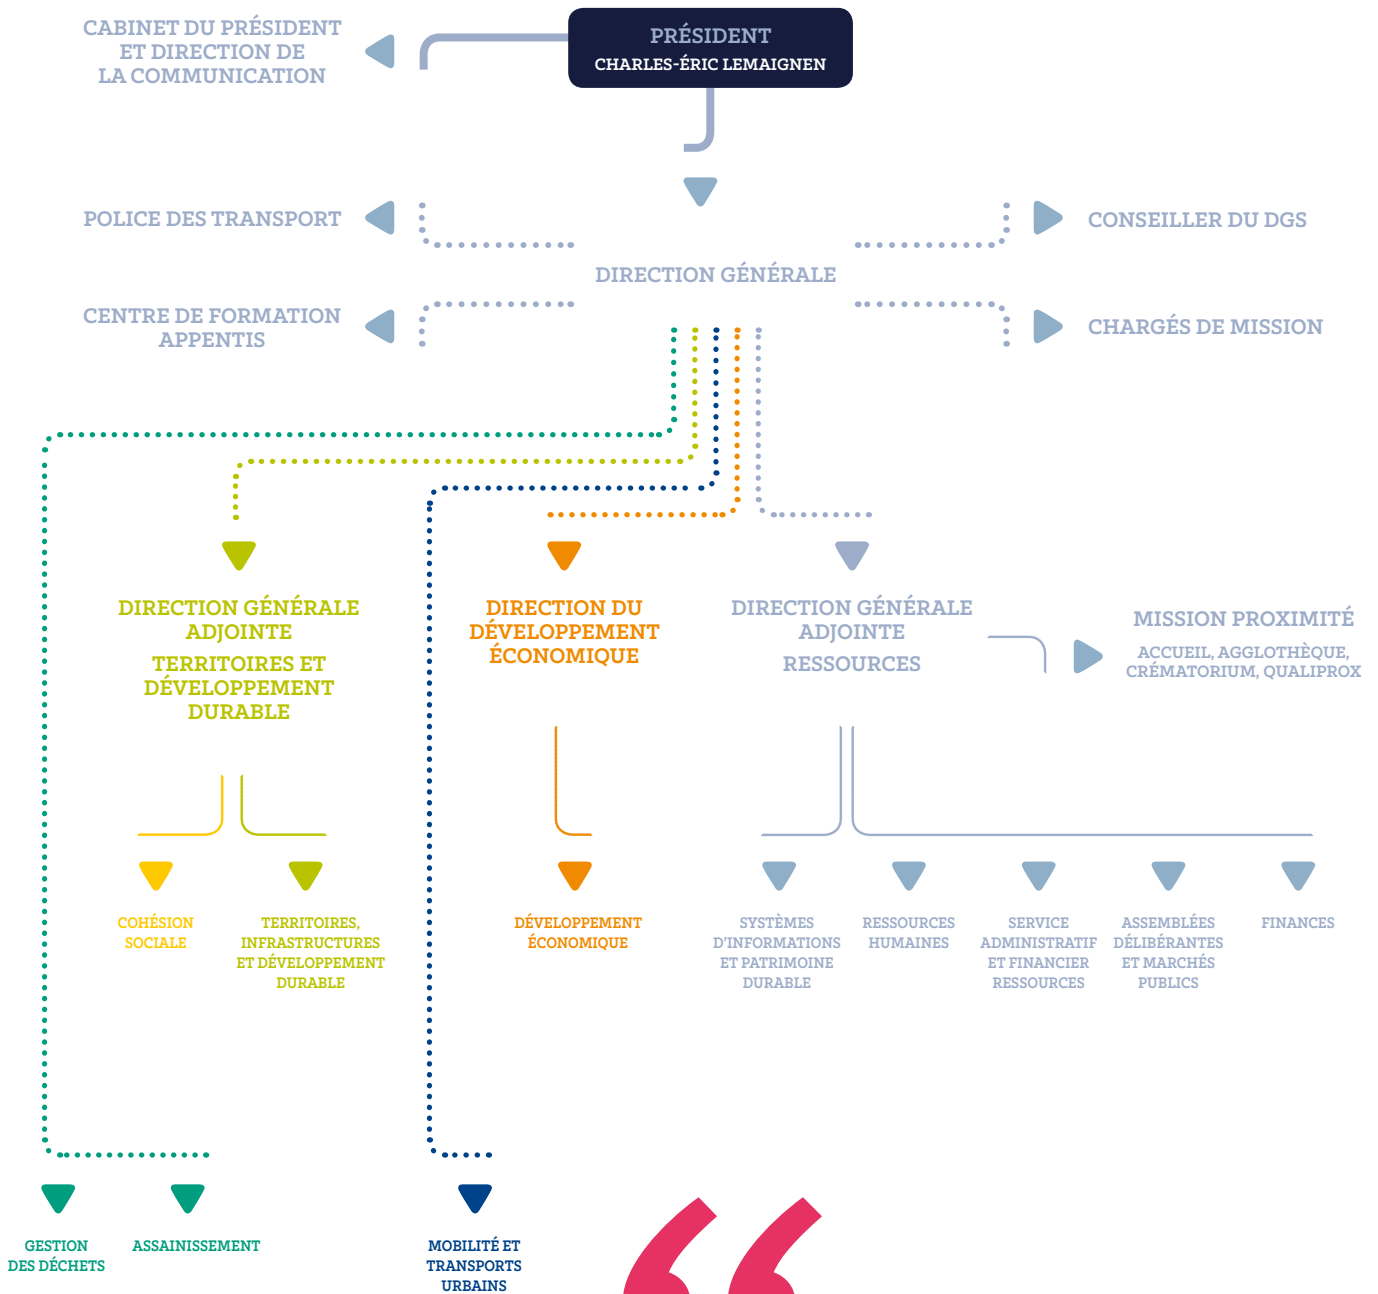 CABINET DU PRÉSIDENT
ET DIRECTION DE
LA COMMUNICATION
PRÉSIDENT
CHARLES-ÉRIC LEMAIGNEN
POLICE DES TRANSPORT
CONSEILLER DU DGS
DIRECTION GÉNÉRALE
CENTRE DE FORMATION
APPENTIS
CHARGÉS DE MISSION
DIRECTION GÉNÉRALE
ADJOINTE
TERRITOIRES ET
DÉVELOPPEMENT
DURABLE
DIRECTION DU
DÉVELOPPEMENT
ÉCONOMIQUE
DIRECTION GÉNÉRALE
ADJOINTE
RESSOURCES
MISSION PROXIMITÉ
ACCUEIL, AGGLOTHÈQUE,
CRÉMATORIUM, QUALIPROX
COHÉSION
SOCIALE
TERRITOIRES,
INFRASTRUCTURES
ET DÉVELOPPEMENT
DURABLE
DÉVELOPPEMENT
ÉCONOMIQUE
SYSTÈMES
D'INFORMATIONS
ET PATRIMOINE
DURABLE
RESSOURCES
HUMAINES
SERVICE
ADMINISTRATIF
ET FINANCIER
RESSOURCES
ASSEMBLÉES
DÉLIBÉRANTES
ET MARCHÉS
PUBLICS
FINANCES
GESTION
DES DÉCHETS
ASSAINISSEMENT
MOBILITÉ ET
TRANSPORTS
URBAINS
“